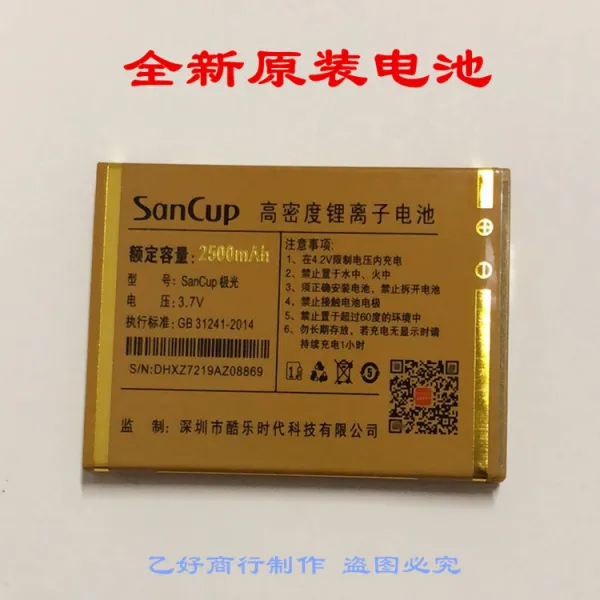 全新原装电池
SanCup 高密度锂离子电池
额定容量:2500mAh
型 号:SanCup 极光
电 压:3.7V
执行标准:GB 31241-2014
S/N:DHXZ7219AZ08869
注意事项:
1、在4.2V限制电压内充电
2、禁止置于水中、火中
3、须正确安装电池,禁止拆开电池
4、禁止接触电池电极
5、禁止置于超过60度的环境中
6、勿长期存放,若充电无显示时请
持续充电1小时
监 制:深圳市酷乐时代科技有限公司
乙好商行制作 盗图必究